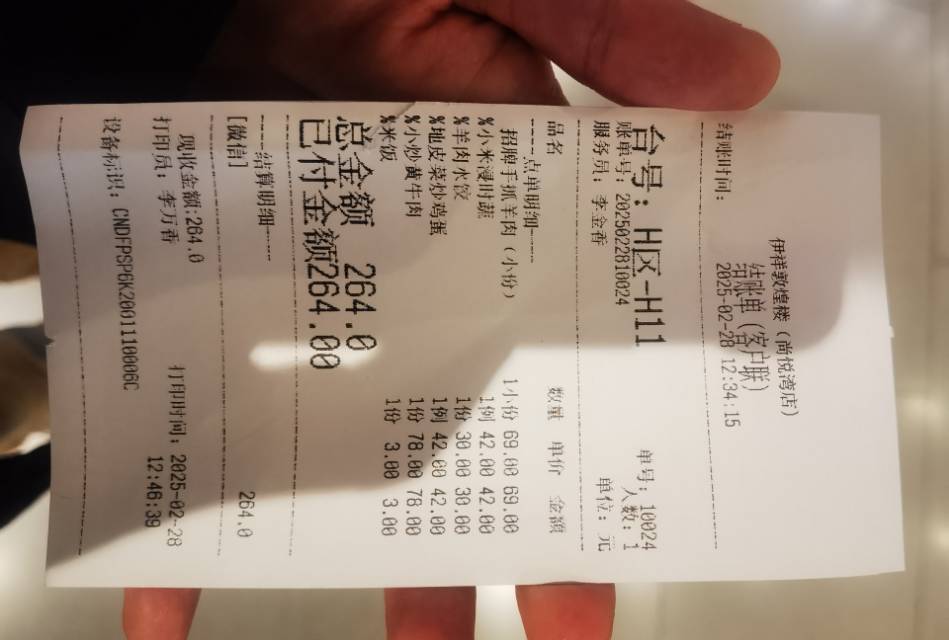 伊祥敦煌楼（尚悦湾店）
结账单（客户联）
结账时间： 2025-02-28 12:34:15
台号：H区-H11 单号：10024
账单号：2025022810024 人数：1
服务员：李金香 单位：元
品名 数量 单价 金额
-----点单明细-----
招牌手抓羊肉（小份） 1小份 69.00 69.00
%小米漫时蔬 1例 42.00 42.00
%羊肉水饺 1份 30.00 30.00
%地皮菜炒鸡蛋 1例 42.00 42.00
%小炒黄牛肉 1份 78.00 78.00
%米饭 1份 3.00 3.00
总金额 264.0
已付金额264.00
-----结算明细-----
[微信] 264.0
现收金额:264.0
打印员：李万香 打印时间：2025-02-28 12:46:39
设备标识：CNDFPSP6K20011110006C